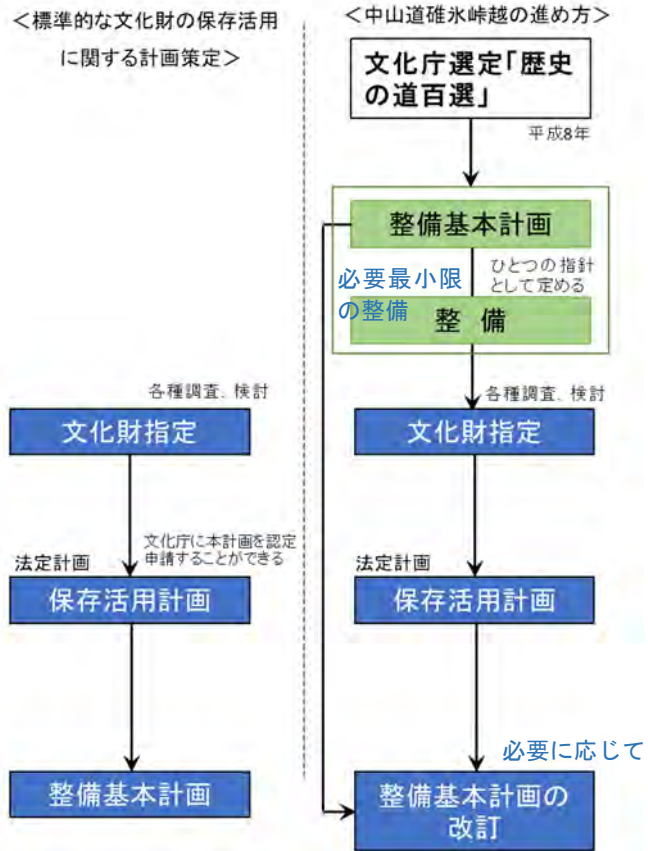 ＜標準的な文化財の保存活用
に関する計画策定＞
各種調査、検討
文化財指定
文化庁に本計画を認定
申請することができる
法定計画
保存活用計画
整備基本計画
＜中山道碓氷峠越の進め方＞
文化庁選定「歴史
の道百選」
平成8年
整備基本計画
ひとつの指針
として定める
必要最小限
の整備
整　備
各種調査、検討
文化財指定
法定計画
保存活用計画
必要に応じて
整備基本計画の
改訂